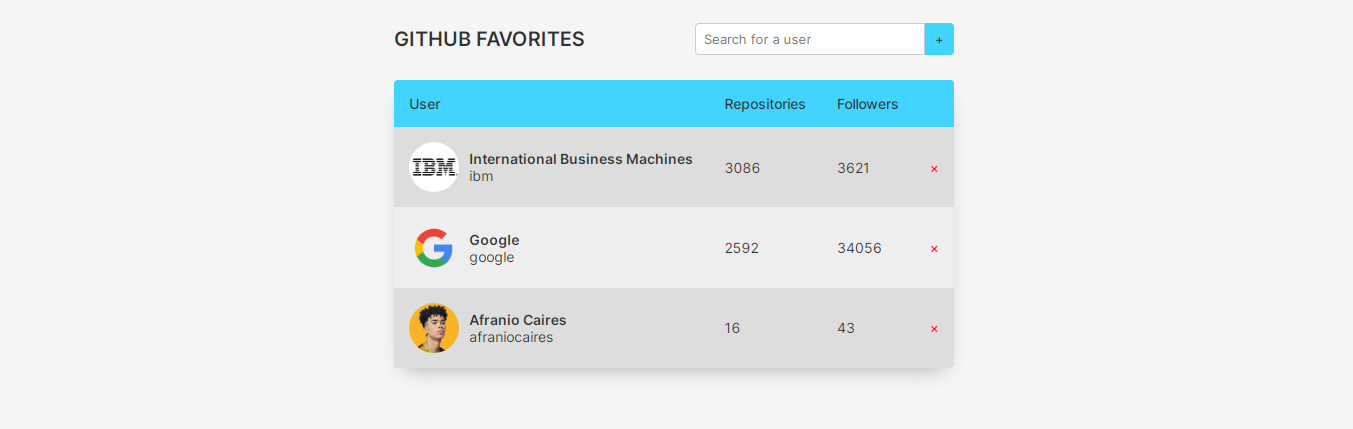 GITHUB FAVORITES
Search for a user
+
User Repositories Followers
IBM
International Business Machines
ibm
3086 3621 ×
Google
google
2592 34056 ×
Afranio Caires
afraniocaires
16 43 ×